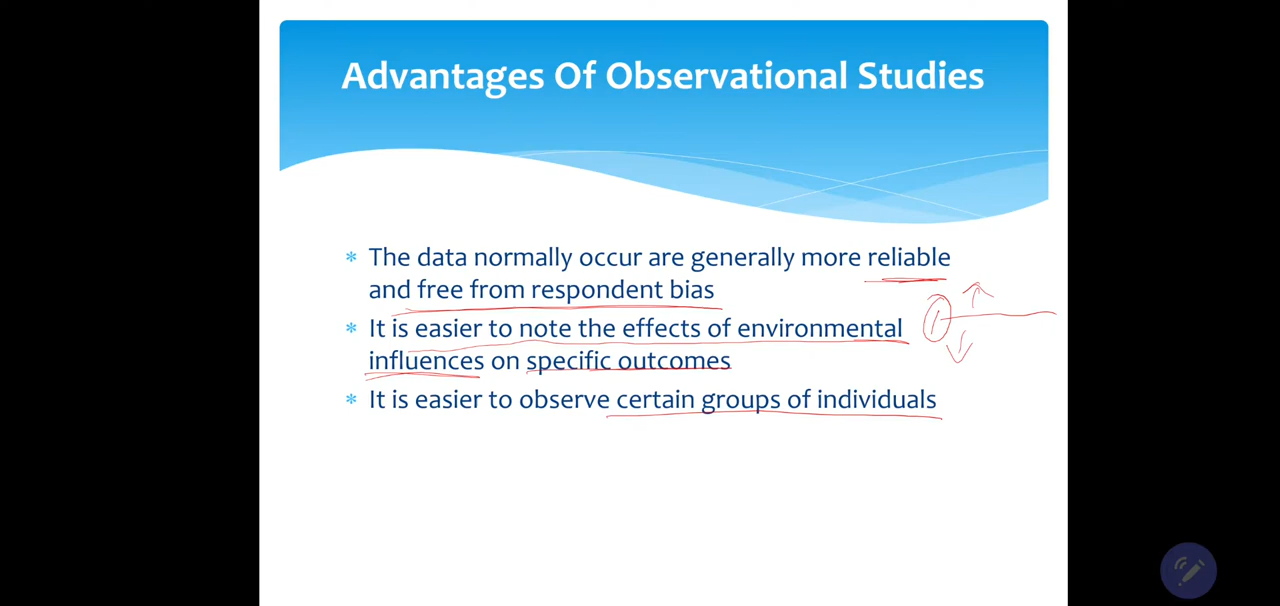 Advantages Of Observational Studies
* The data normally occur are generally more reliable
and free from respondent bias
* It is easier to note the effects of environmental
influences on specific outcomes
* It is easier to observe certain groups of individuals